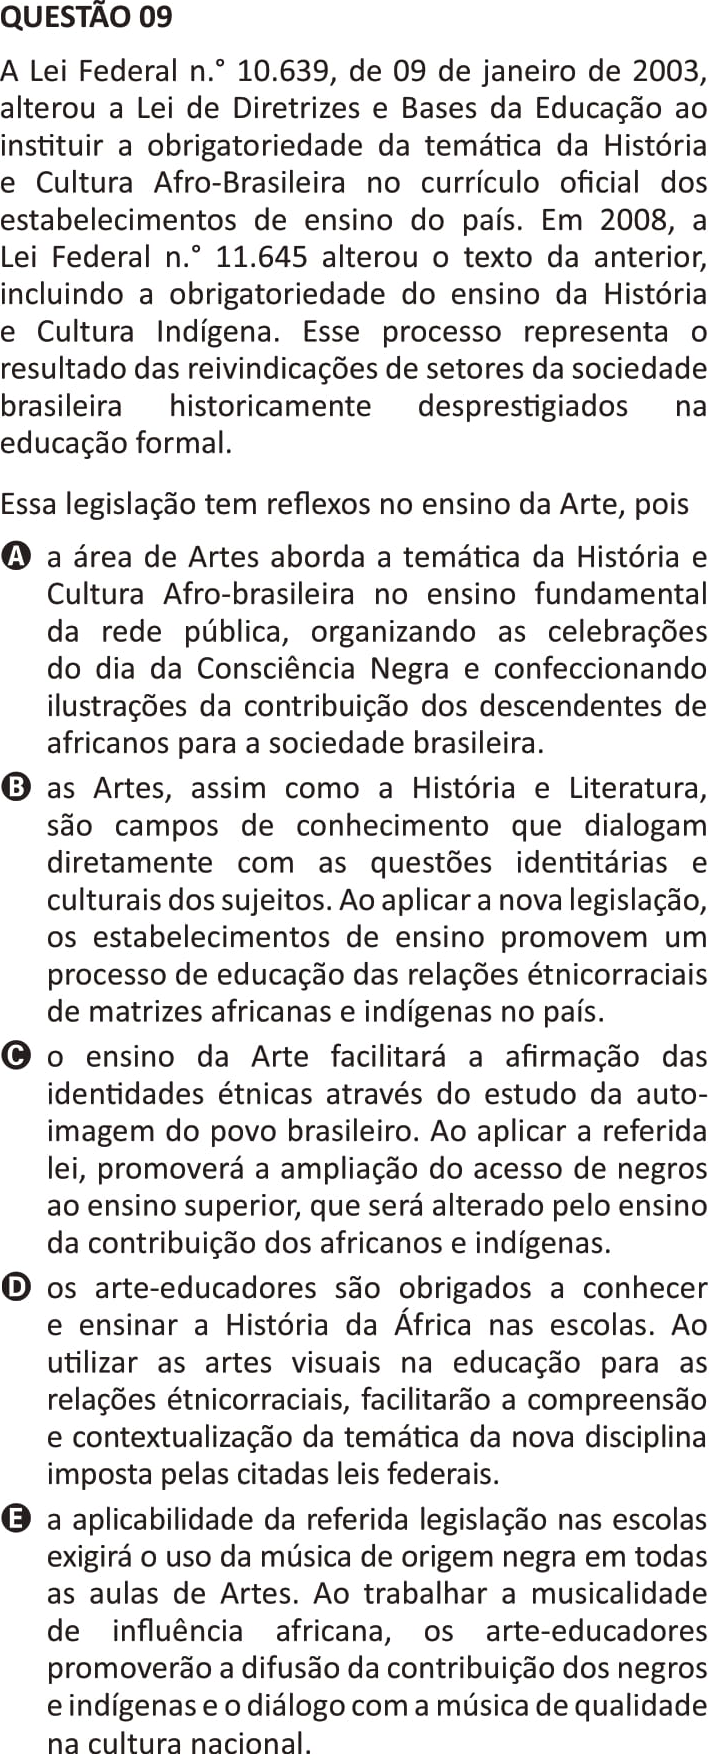 QUESTÃO 09
A Lei Federal n.° 10.639, de 09 de janeiro de 2003,
alterou a Lei de Diretrizes e Bases da Educação ao
instituir a obrigatoriedade da temática da História
e Cultura Afro-Brasileira no currículo oficial dos
estabelecimentos de ensino do país. Em 2008, a
Lei Federal n.° 11.645 alterou o texto da anterior,
incluindo a obrigatoriedade do ensino da História
e Cultura Indígena. Esse processo representa o
resultado das reivindicações de setores da sociedade
brasileira historicamente desprestigiados na
educação formal.
Essa legislação tem reflexos no ensino da Arte, pois
A a área de Artes aborda a temática da História e
Cultura Afro-brasileira no ensino fundamental
da rede pública, organizando as celebrações
do dia da Consciência Negra e confeccionando
ilustrações da contribuição dos descendentes de
africanos para a sociedade brasileira.
B as Artes, assim como a História e Literatura,
são campos de conhecimento que dialogam
diretamente com as questões identitárias e
culturais dos sujeitos. Ao aplicar a nova legislação,
os estabelecimentos de ensino promovem um
processo de educação das relações étnicorraciais
de matrizes africanas e indígenas no país.
C o ensino da Arte facilitará a afirmação das
identidades étnicas através do estudo da auto-
imagem do povo brasileiro. Ao aplicar a referida
lei, promoverá a ampliação do acesso de negros
ao ensino superior, que será alterado pelo ensino
da contribuição dos africanos e indígenas.
D os arte-educadores são obrigados a conhecer
e ensinar a História da África nas escolas. Ao
utilizar as artes visuais na educação para as
relações étnicorraciais, facilitarão a compreensão
e contextualização da temática da nova disciplina
imposta pelas citadas leis federais.
E a aplicabilidade da referida legislação nas escolas
exigirá o uso da música de origem negra em todas
as aulas de Artes. Ao trabalhar a musicalidade
de influência africana, os arte-educadores
promoverão a difusão da contribuição dos negros
e indígenas e o diálogo com a música de qualidade
na cultura nacional.